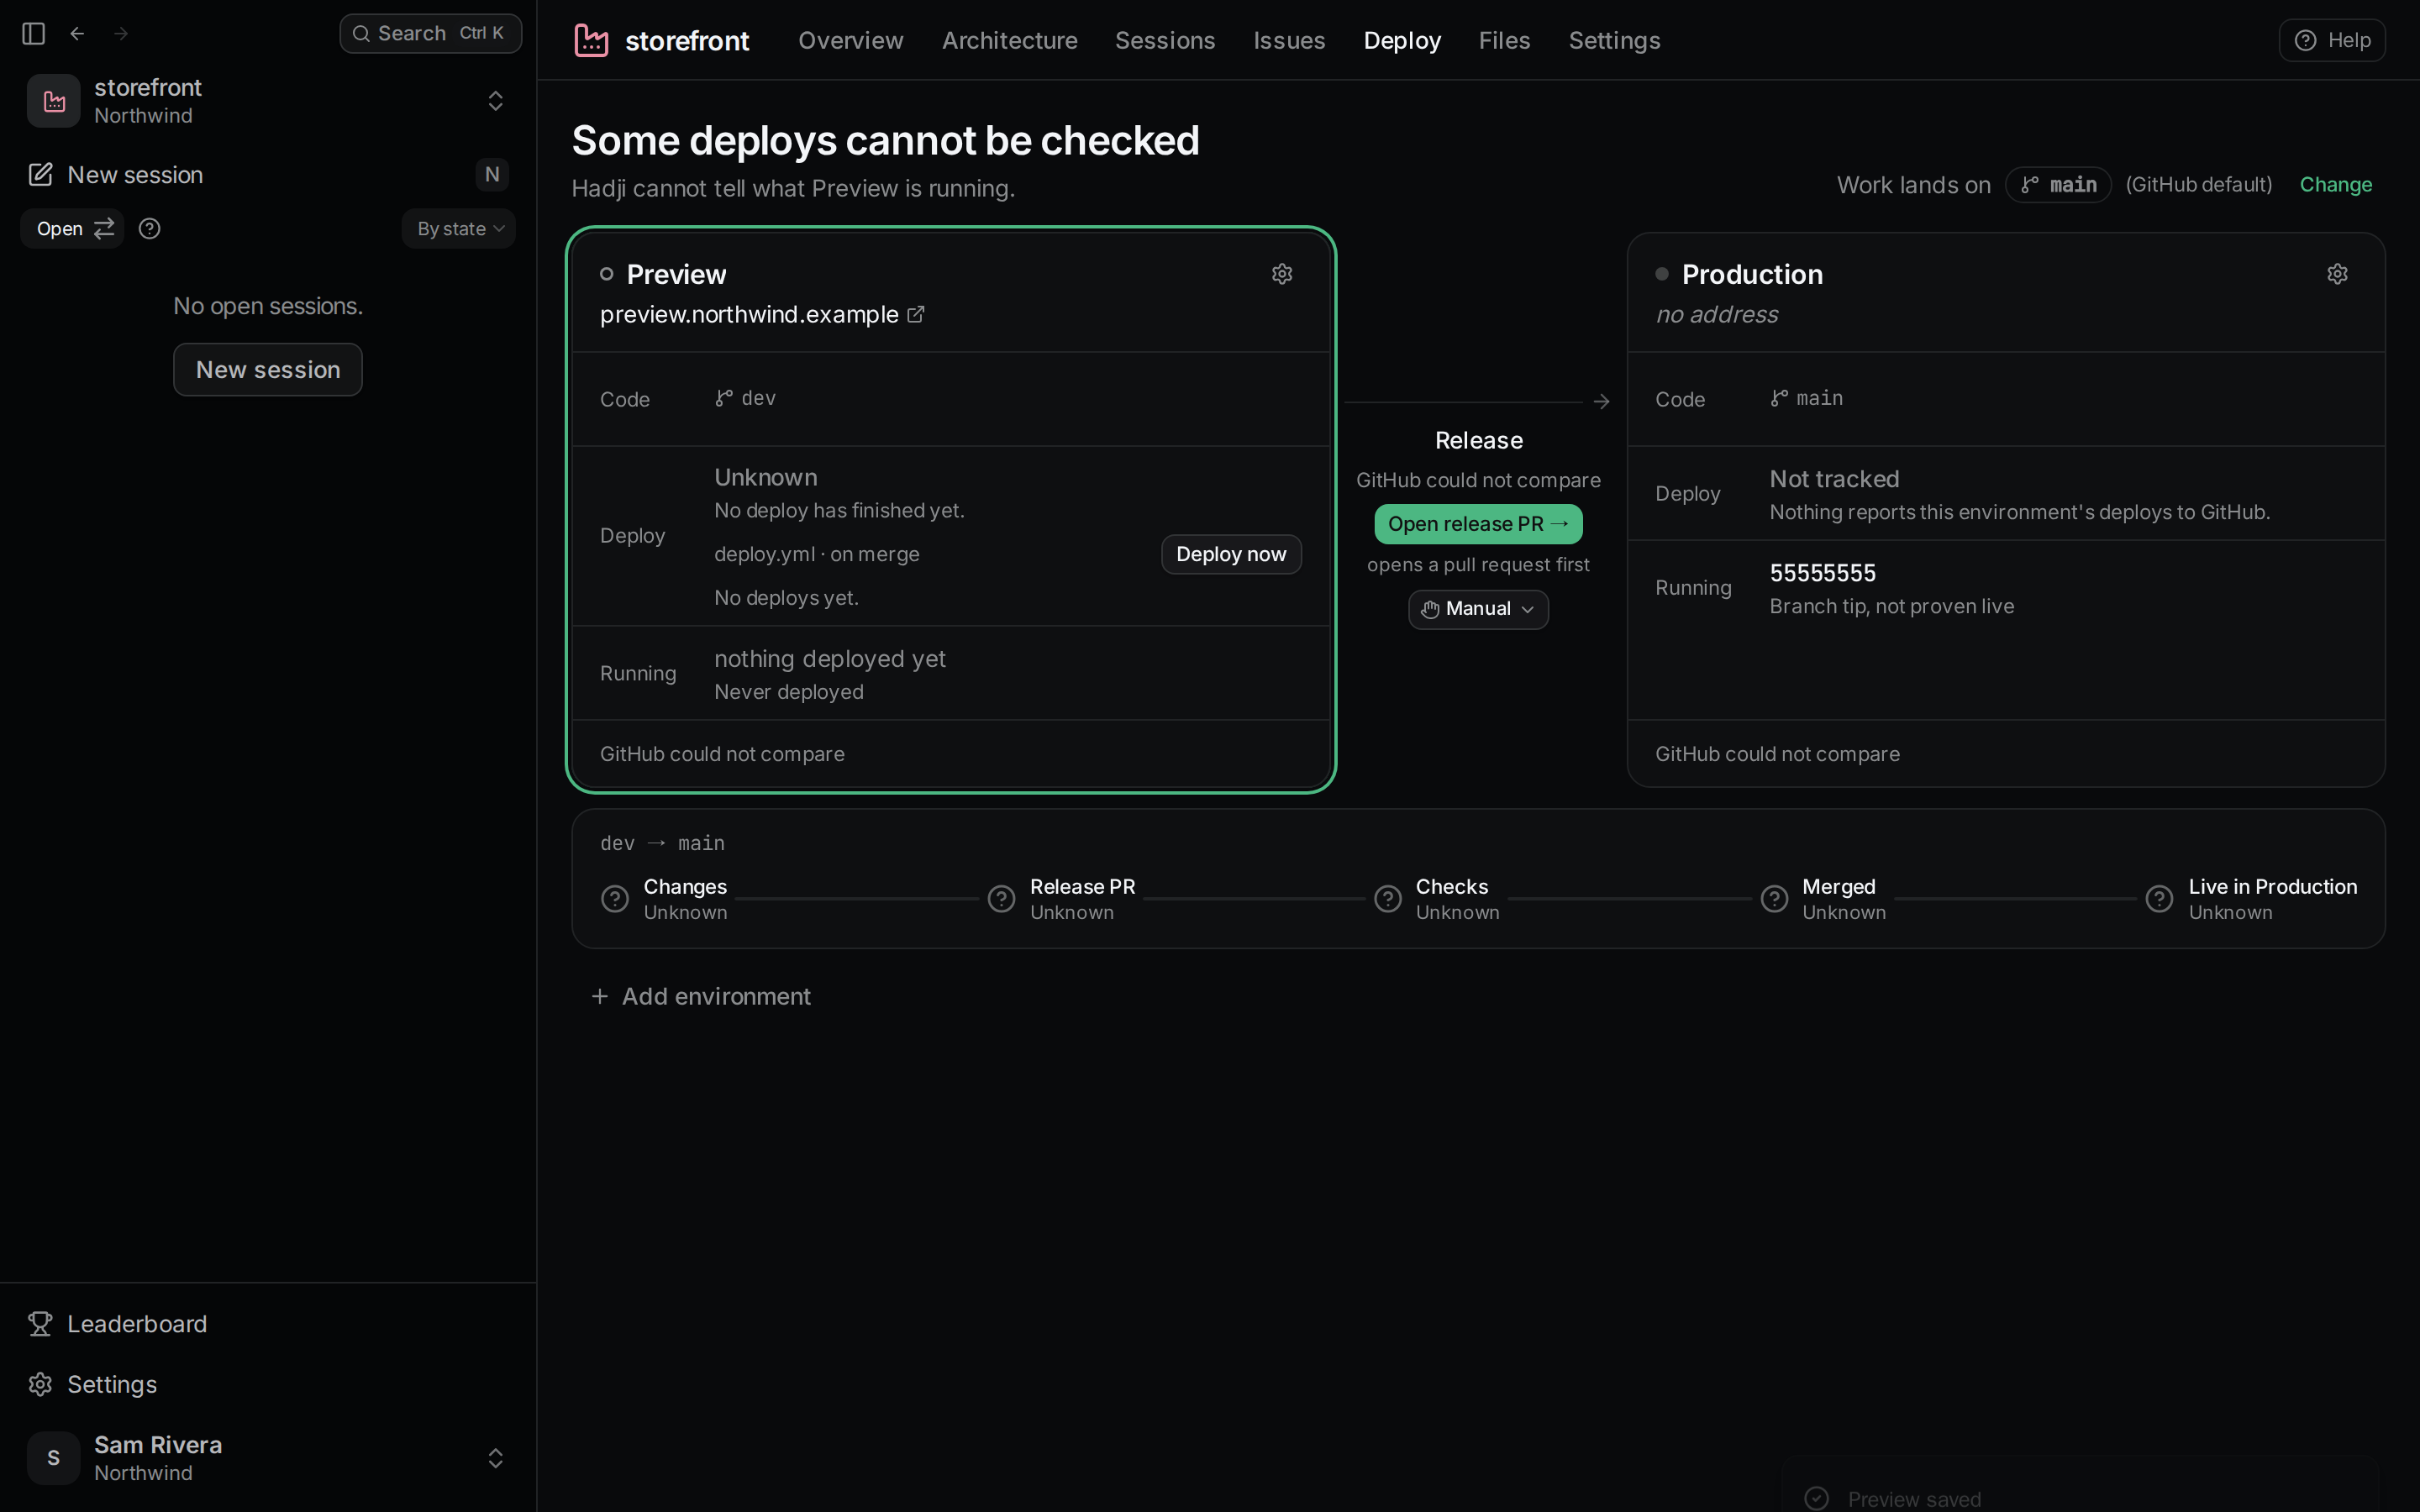 Search Ctrl K
storefront
Northwind
New session N
Open
By state
No open sessions.
New session
Leaderboard
Settings
S
Sam Rivera
Northwind
storefront Overview Architecture Sessions Issues Deploy Files Settings
Help
Some deploys cannot be checked
Hadji cannot tell what Preview is running.
Work lands on main (GitHub default) Change
Preview
preview.northwind.example
Code dev
Deploy
Unknown
No deploy has finished yet.
deploy.yml · on merge
Deploy now
No deploys yet.
Running
nothing deployed yet
Never deployed
GitHub could not compare
Release
GitHub could not compare
Open release PR →
opens a pull request first
Manual
Production
no address
Code main
Deploy
Not tracked
Nothing reports this environment's deploys to GitHub.
Running
55555555
Branch tip, not proven live
GitHub could not compare
dev → main
Changes
Unknown
Release PR
Unknown
Checks
Unknown
Merged
Unknown
Live in Production
Unknown
+ Add environment
Preview saved